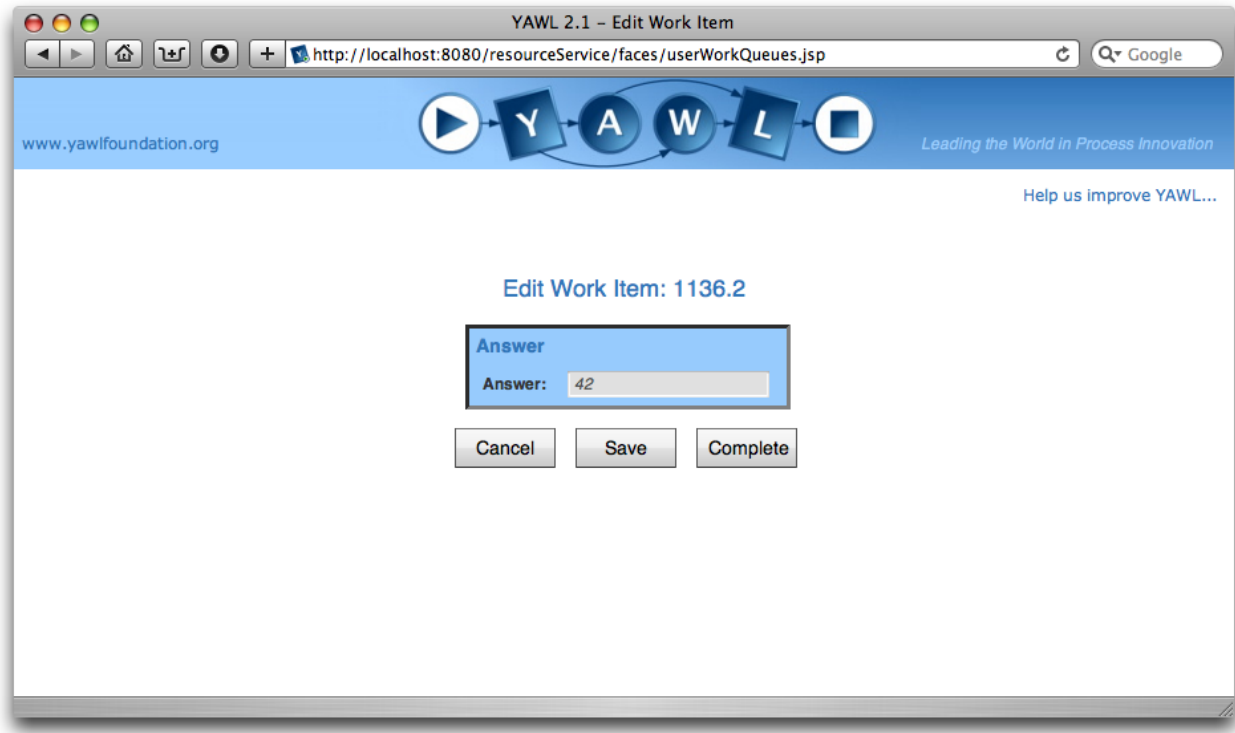 YAWL 2.1 – Edit Work Item
http://localhost:8080/resourceService/faces/userWorkQueues.jsp
Google
www.yawlfoundation.org
Y A W L
Leading the World in Process Innovation
Help us improve YAWL...
Edit Work Item: 1136.2
Answer
Answer: 42
Cancel Save Complete